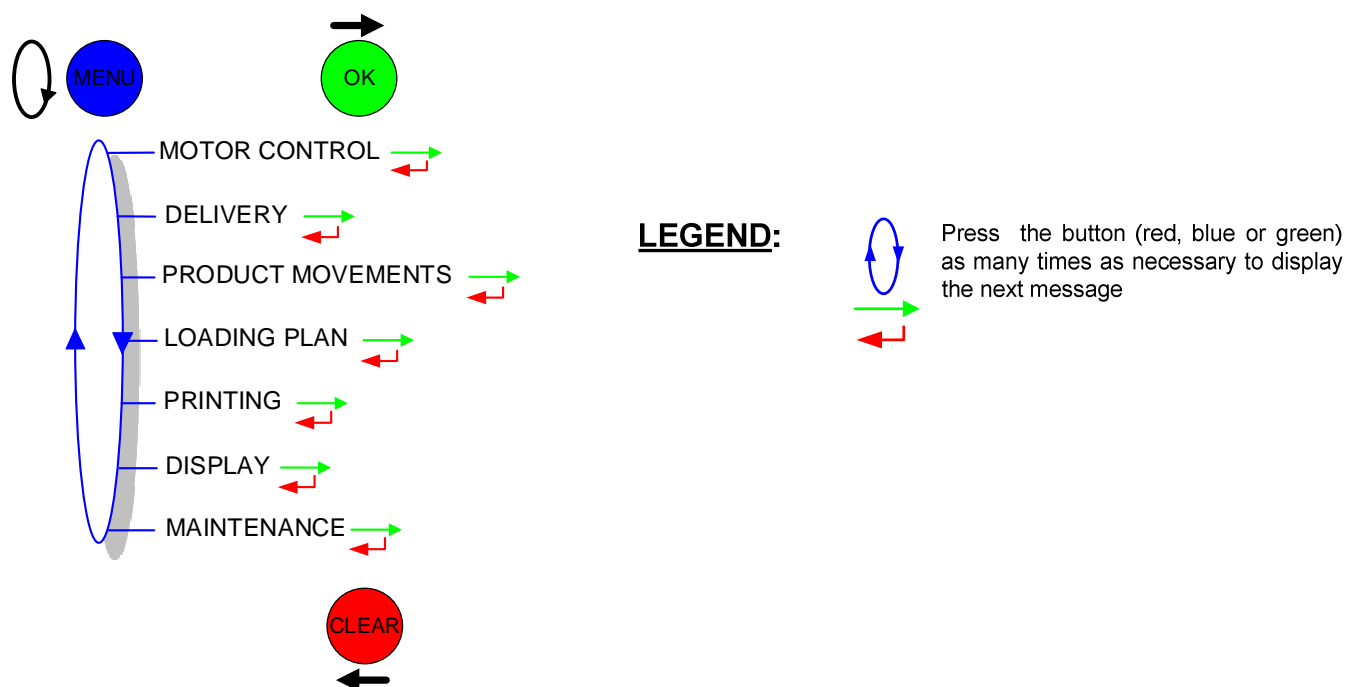 MENU
OK
MOTOR CONTROL
DELIVERY
PRODUCT MOVEMENTS
LOADING PLAN
PRINTING
DISPLAY
MAINTENANCE
CLEAR
LEGEND:
Press the button (red, blue or green)
as many times as necessary to display
the next message